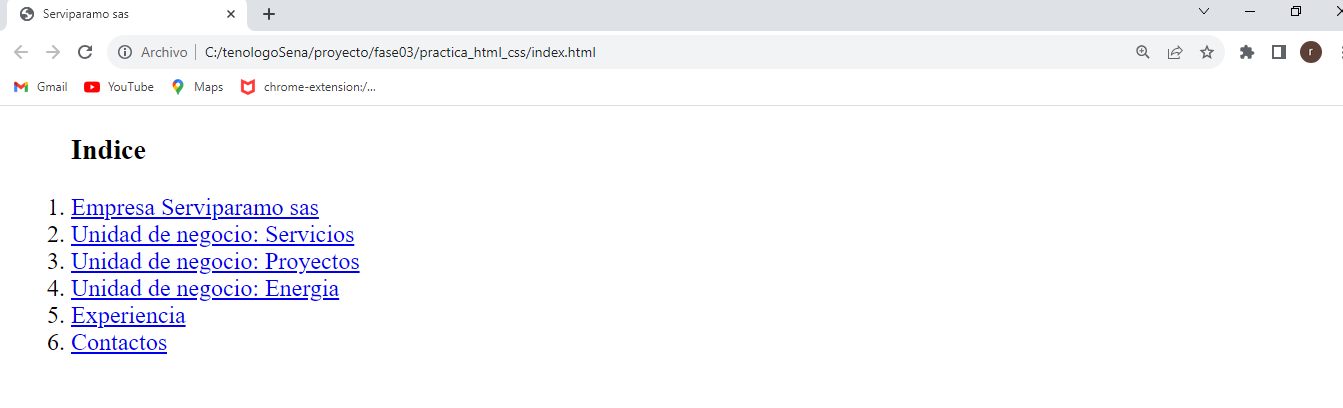 Serviparamo sas
Archivo C:/tenologoSena/proyecto/fase03/practica_html_css/index.html
r
Gmail YouTube Maps chrome-extension:/...
Indice
1. Empresa Serviparamo sas
2. Unidad de negocio: Servicios
3. Unidad de negocio: Proyectos
4. Unidad de negocio: Energia
5. Experiencia
6. Contactos